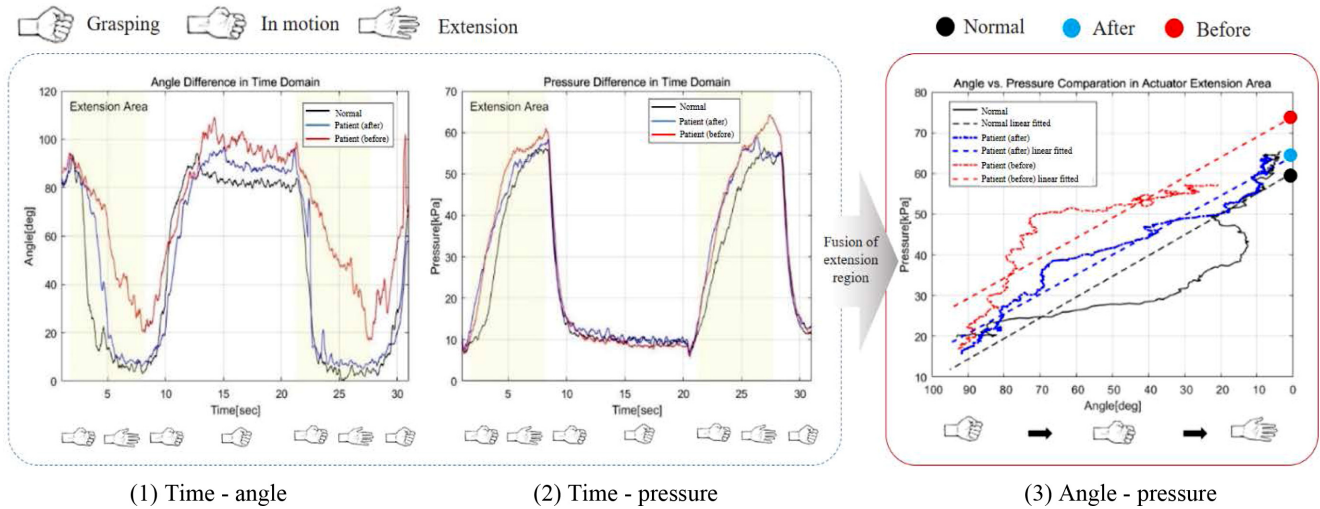 Grasping
In motion
Extension
Normal
After
Before
Angle Difference in Time Domain
Extension Area
Normal
Patient (after)
Patient (before)
120
100
80
60
40
20
0
Angle[deg]
5
10
15
20
25
30
Time[sec]
Pressure Difference in Time Domain
Extension Area
Normal
Patient (after)
Patient (before)
70
60
50
40
30
20
10
0
Pressure[kPa]
5
10
15
20
25
30
Time[sec]
Fusion of
extension
region
Angle vs. Pressure Comparation in Actuator Extension Area
Normal
Normal linear fitted
Patient (after)
Patient (after) linear fitted
Patient (before)
Patient (before) linear fitted
80
70
60
50
40
30
20
10
Pressure[kPa]
100
90
80
70
60
50
40
30
20
10
0
Angle[deg]
(1) Time - angle
(2) Time - pressure
(3) Angle - pressure